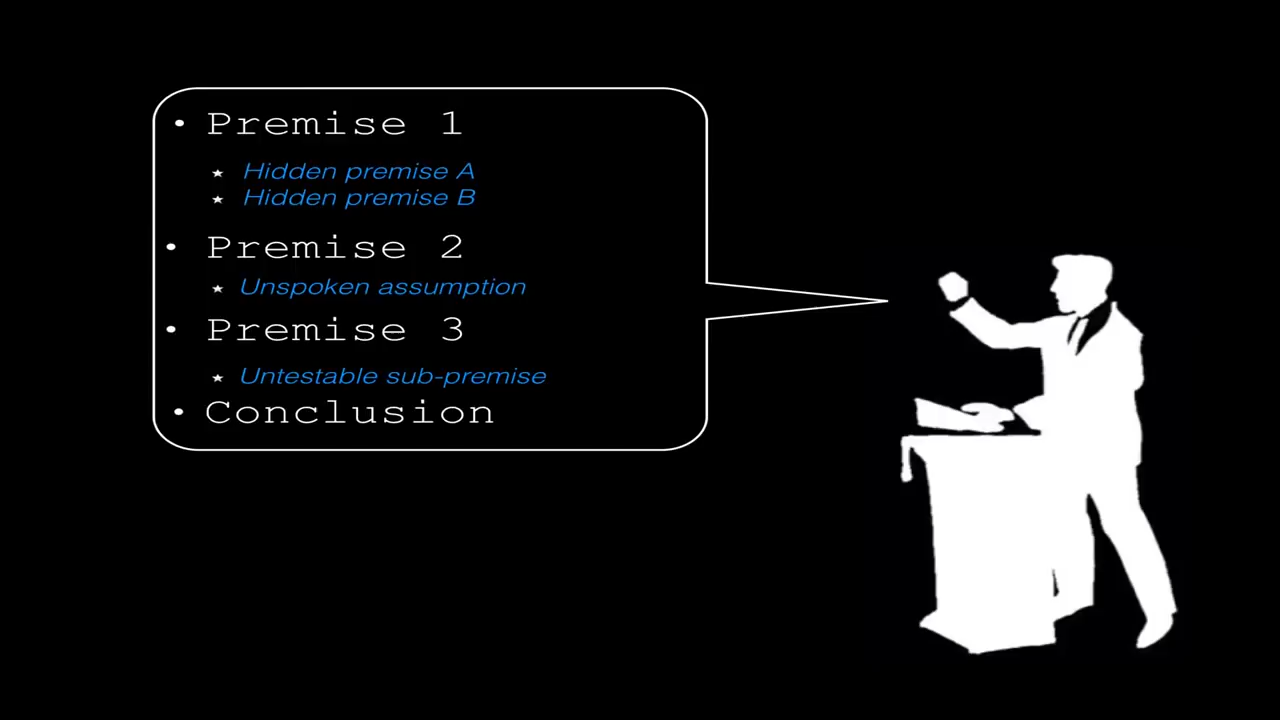 • Premise 1
★ Hidden premise A
★ Hidden premise B
• Premise 2
★ Unspoken assumption
• Premise 3
★ Untestable sub-premise
• Conclusion